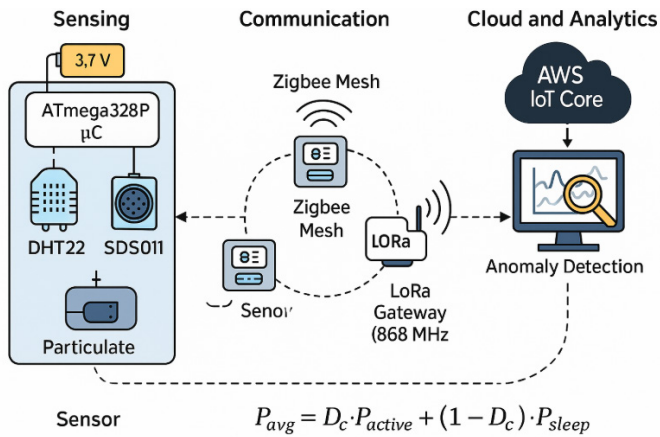 Sensing
Communication
Cloud and Analytics
3,7 V
ATmega328P
μC
DHT22
SDS011
Particulate
Sensor
Zigbee Mesh
Zigbee
Mesh
Senor
LORa
LoRa
Gateway
(868 MHz
AWS
IoT Core
Anomaly Detection
P_avg = D_c·P_active + (1 − D_c)·P_sleep